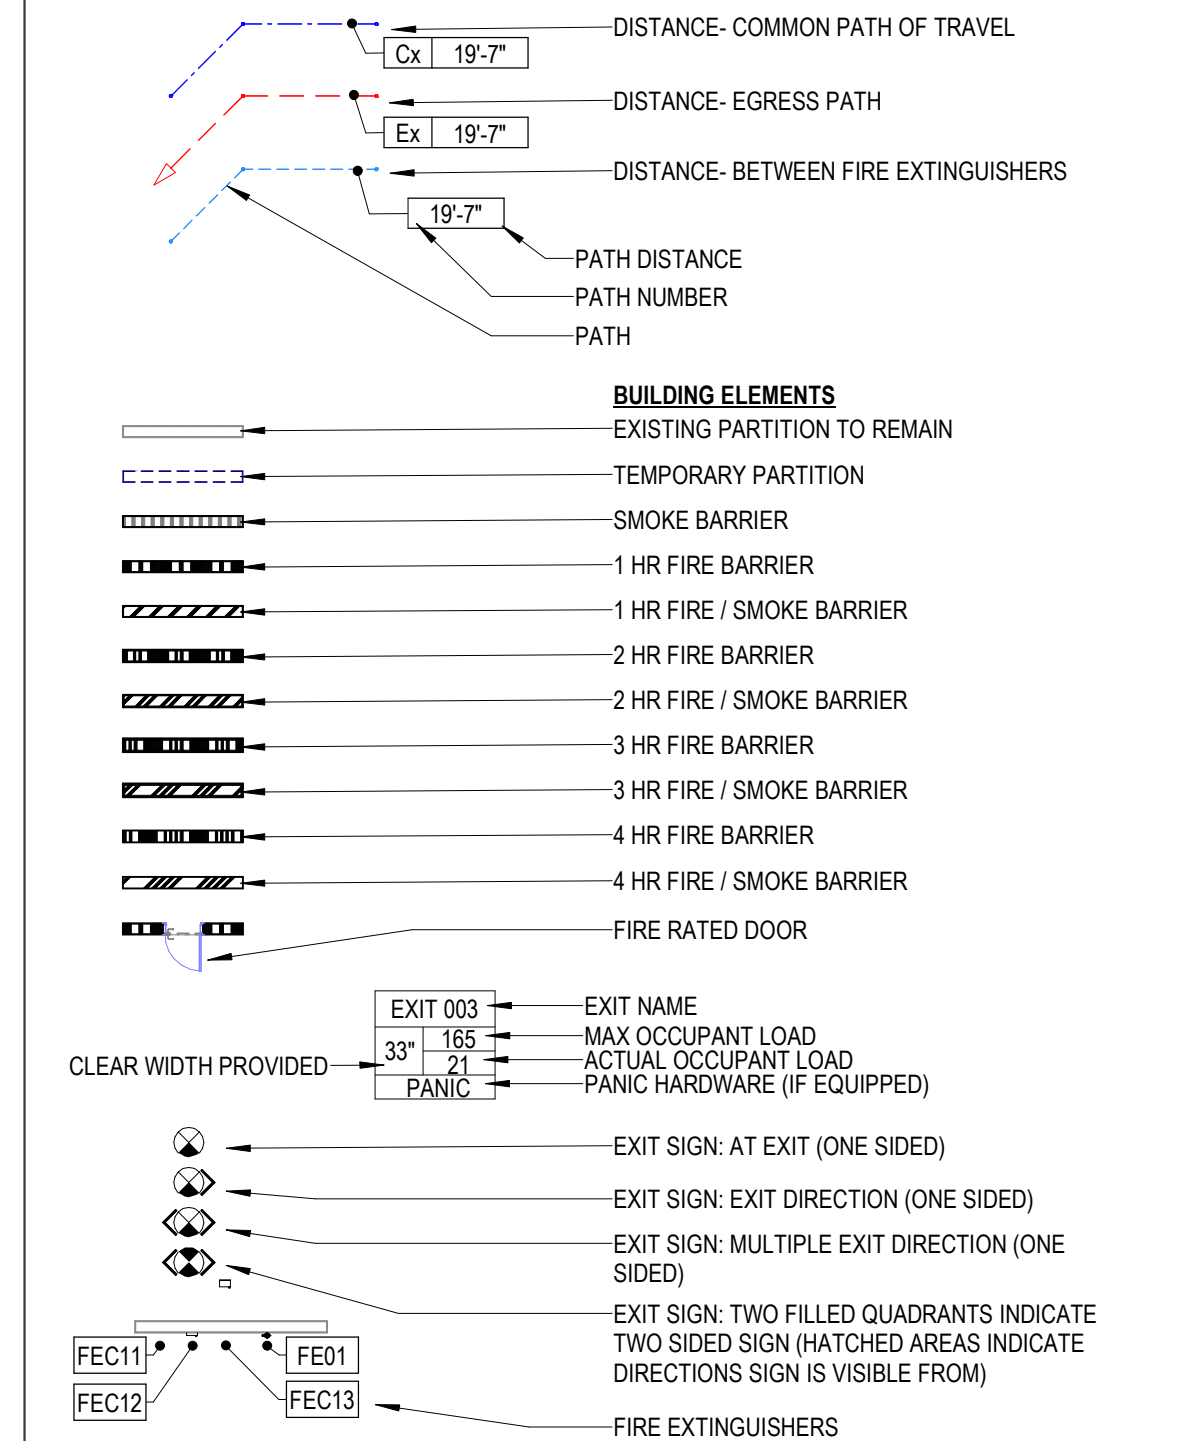 DISTANCE- COMMON PATH OF TRAVEL
Cx 19'-7"
DISTANCE- EGRESS PATH
Ex 19'-7"
DISTANCE- BETWEEN FIRE EXTINGUISHERS
19'-7"
PATH DISTANCE
PATH NUMBER
PATH
BUILDING ELEMENTS
EXISTING PARTITION TO REMAIN
TEMPORARY PARTITION
SMOKE BARRIER
1 HR FIRE BARRIER
1 HR FIRE / SMOKE BARRIER
2 HR FIRE BARRIER
2 HR FIRE / SMOKE BARRIER
3 HR FIRE BARRIER
3 HR FIRE / SMOKE BARRIER
4 HR FIRE BARRIER
4 HR FIRE / SMOKE BARRIER
FIRE RATED DOOR
EXIT 003 EXIT NAME
165 MAX OCCUPANT LOAD
33"
21 ACTUAL OCCUPANT LOAD
CLEAR WIDTH PROVIDED
PANIC PANIC HARDWARE (IF EQUIPPED)
EXIT SIGN: AT EXIT (ONE SIDED)
EXIT SIGN: EXIT DIRECTION (ONE SIDED)
EXIT SIGN: MULTIPLE EXIT DIRECTION (ONE
SIDED)
EXIT SIGN: TWO FILLED QUADRANTS INDICATE
TWO SIDED SIGN (HATCHED AREAS INDICATE
DIRECTIONS SIGN IS VISIBLE FROM)
FEC11 FE01
FEC12 FEC13
FIRE EXTINGUISHERS